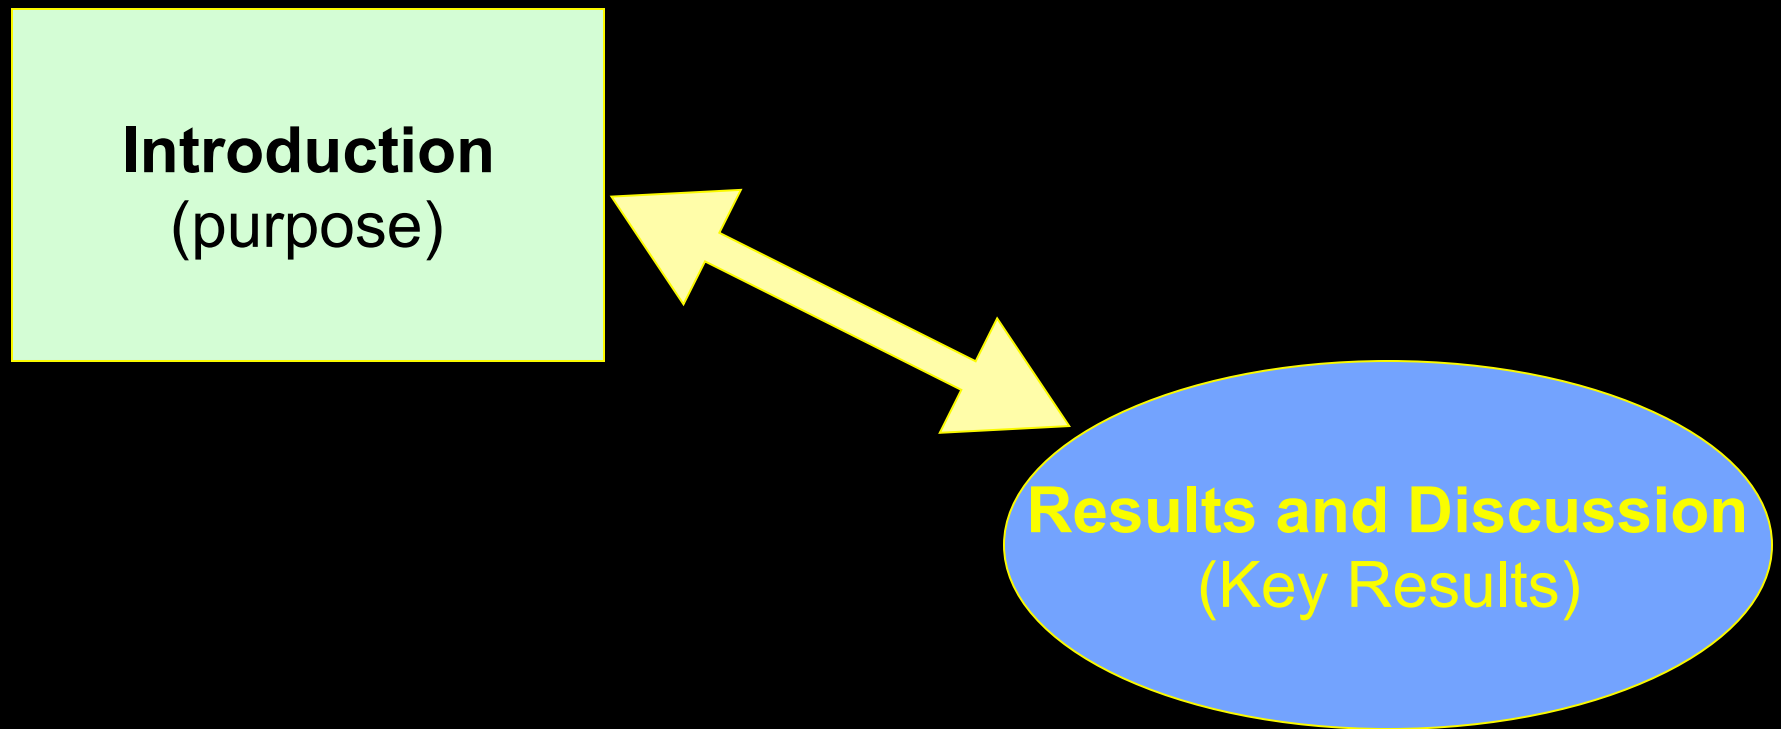 Introduction
(purpose)
Results and Discussion
(Key Results)